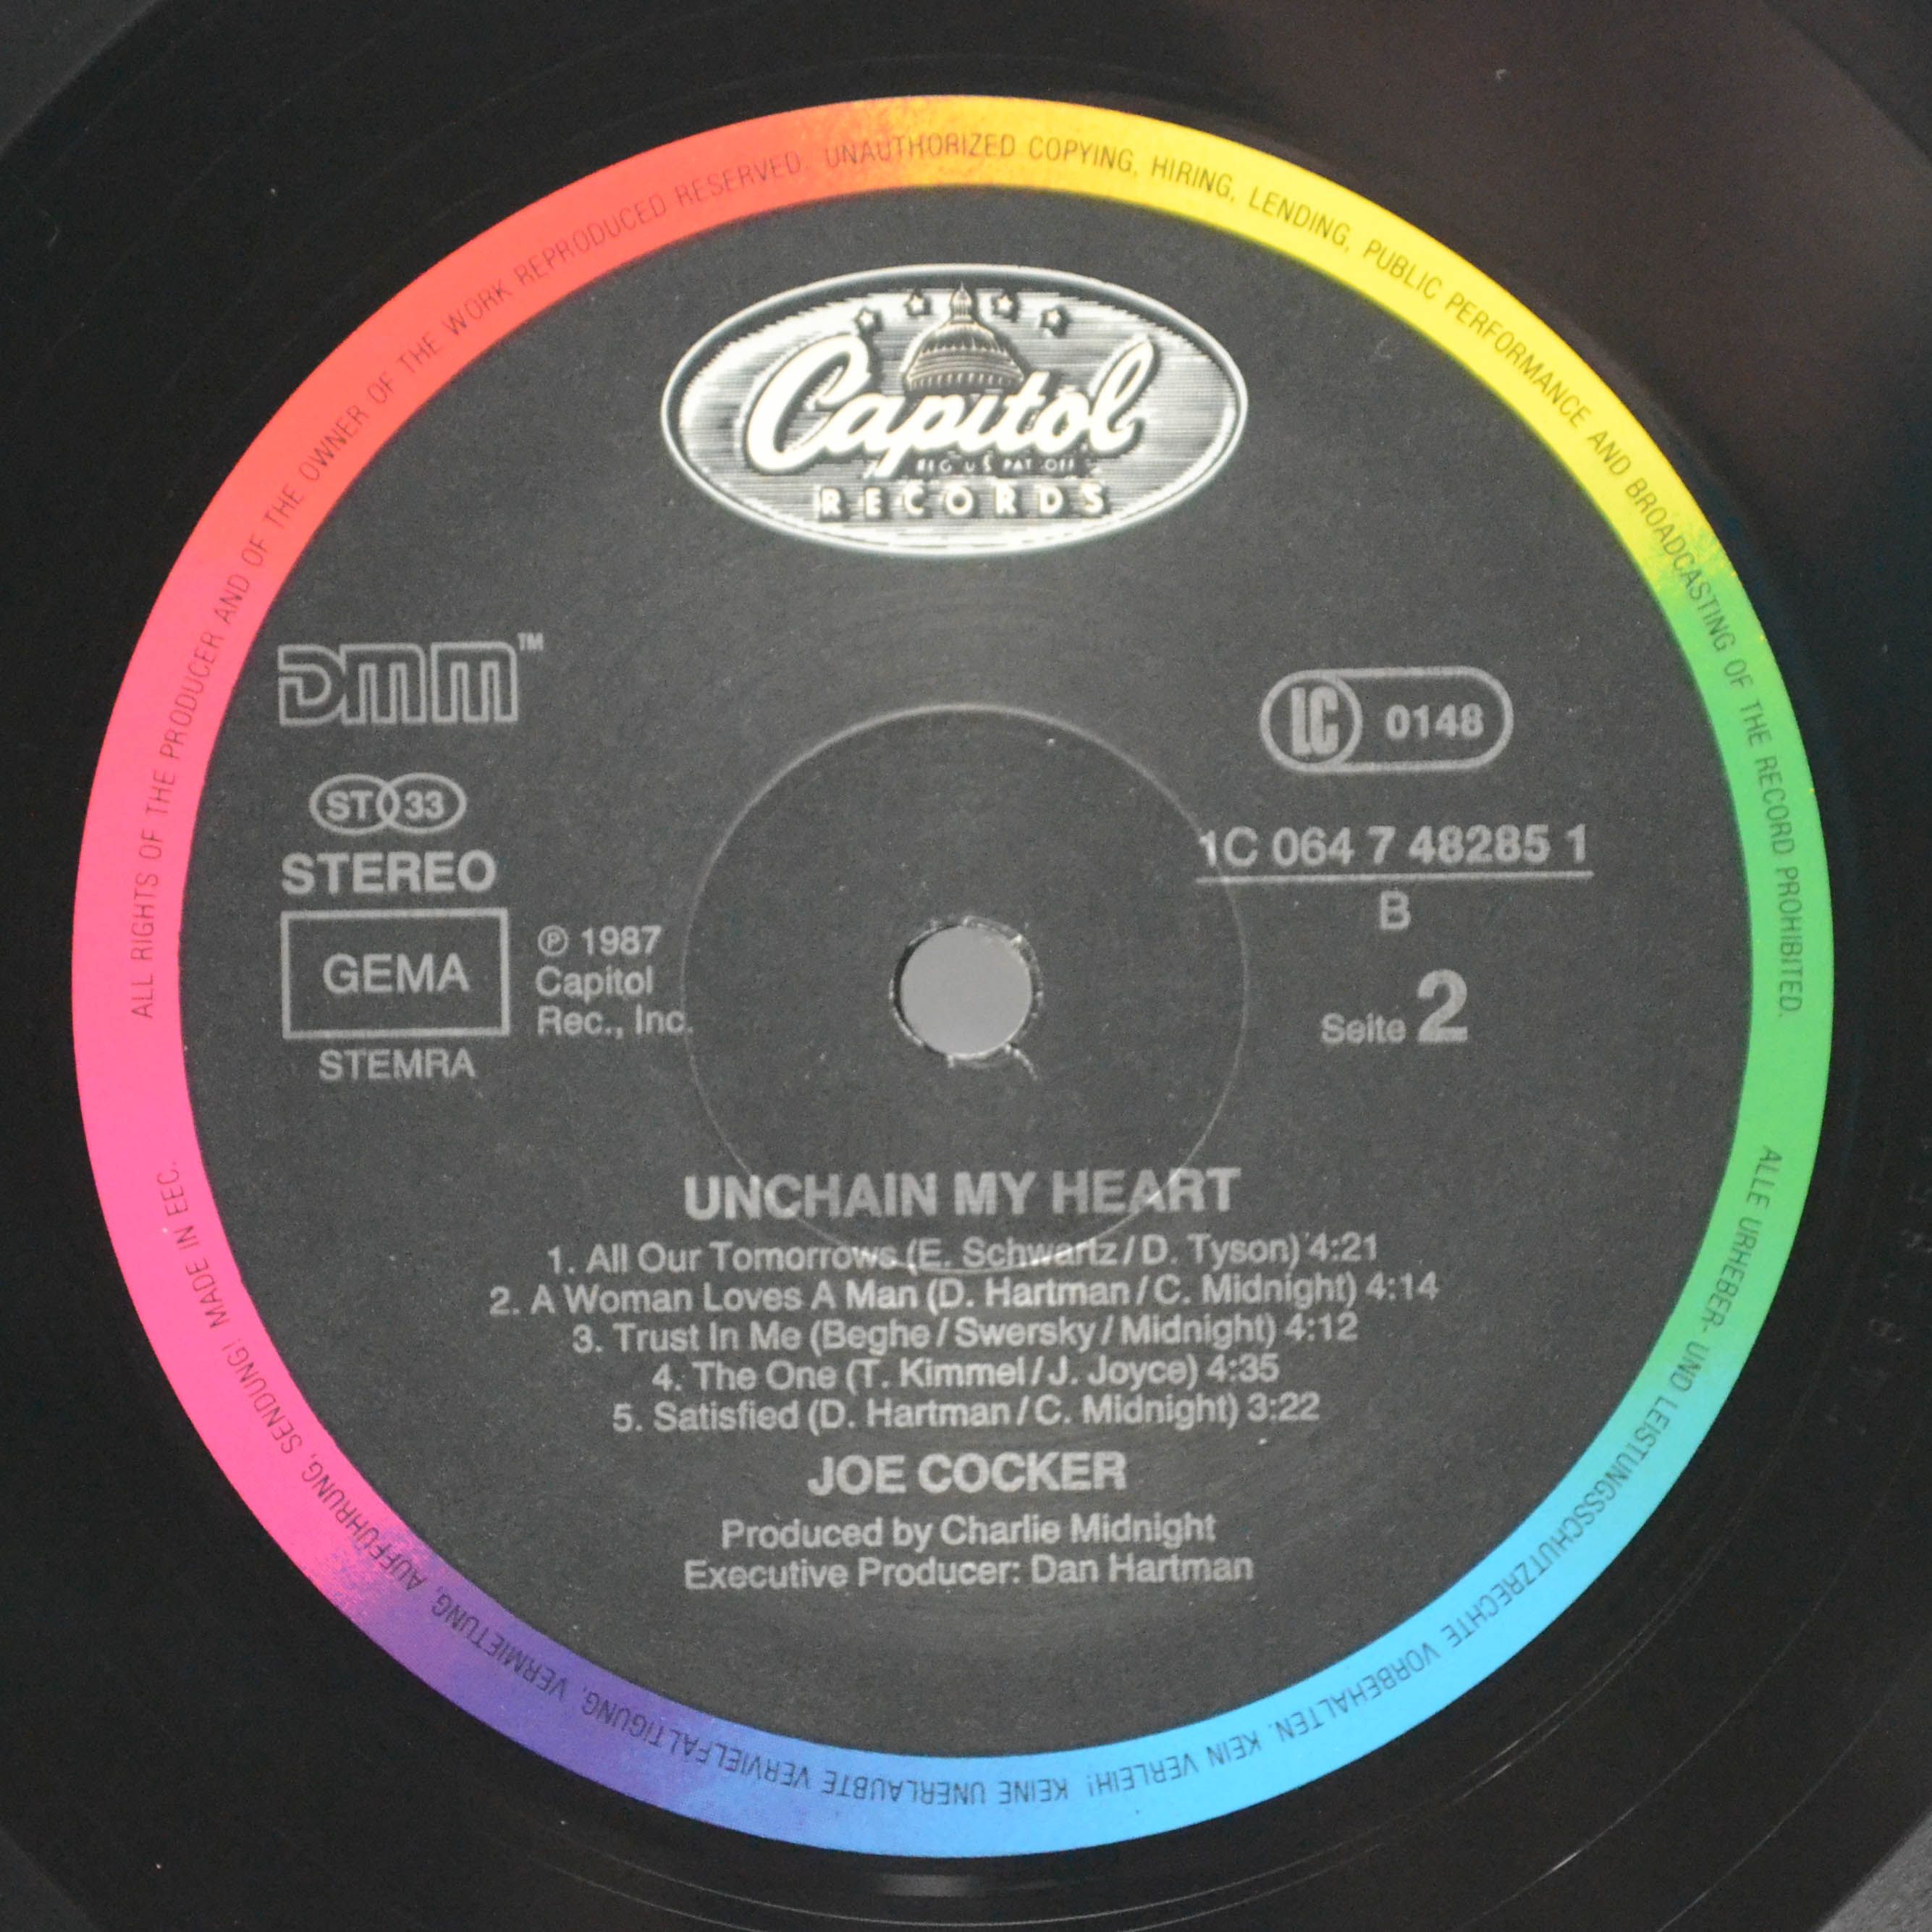 ALL RIGHTS OF THE PRODUCER AND OF THE OWNER OF THE WORK REPRODUCED RESERVED. UNAUTHORIZED COPYING, HIRING, LENDING, PUBLIC PERFORMANCE AND BROADCASTING OF THE RECORD PROHIBITED.
Capitol
REG US PAT OFF
RECORDS
DMM™
LC 0148
ST 33
STEREO
GEMA
STEMRA
℗ 1987
Capitol
Rec., Inc.
1C 064 7 48285 1
B
Seite 2
UNCHAIN MY HEART
1. All Our Tomorrows (E. Schwartz/D. Tyson) 4:21
2. A Woman Loves A Man (D. Hartman/C. Midnight) 4:14
3. Trust In Me (Beghe/Swersky/Midnight) 4:12
4. The One (T. Kimmel/J. Joyce) 4:35
5. Satisfied (D. Hartman/C. Midnight) 3:22
JOE COCKER
Produced by Charlie Midnight
Executive Producer: Dan Hartman
ALLE URHEBER- UND LEISTUNGSSCHUTZRECHTE VORBEHALTEN. KEIN VERLEIH! KEINE UNERLAUBTE VERVIELFÄLTIGUNG, VERMIETUNG, AUFFÜHRUNG, SENDUNG! MADE IN EEC.